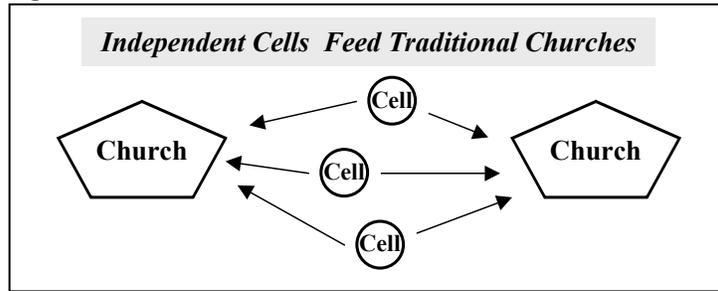 Independent Cells Feed Traditional Churches
Cell
Church
Church
Cell
Cell